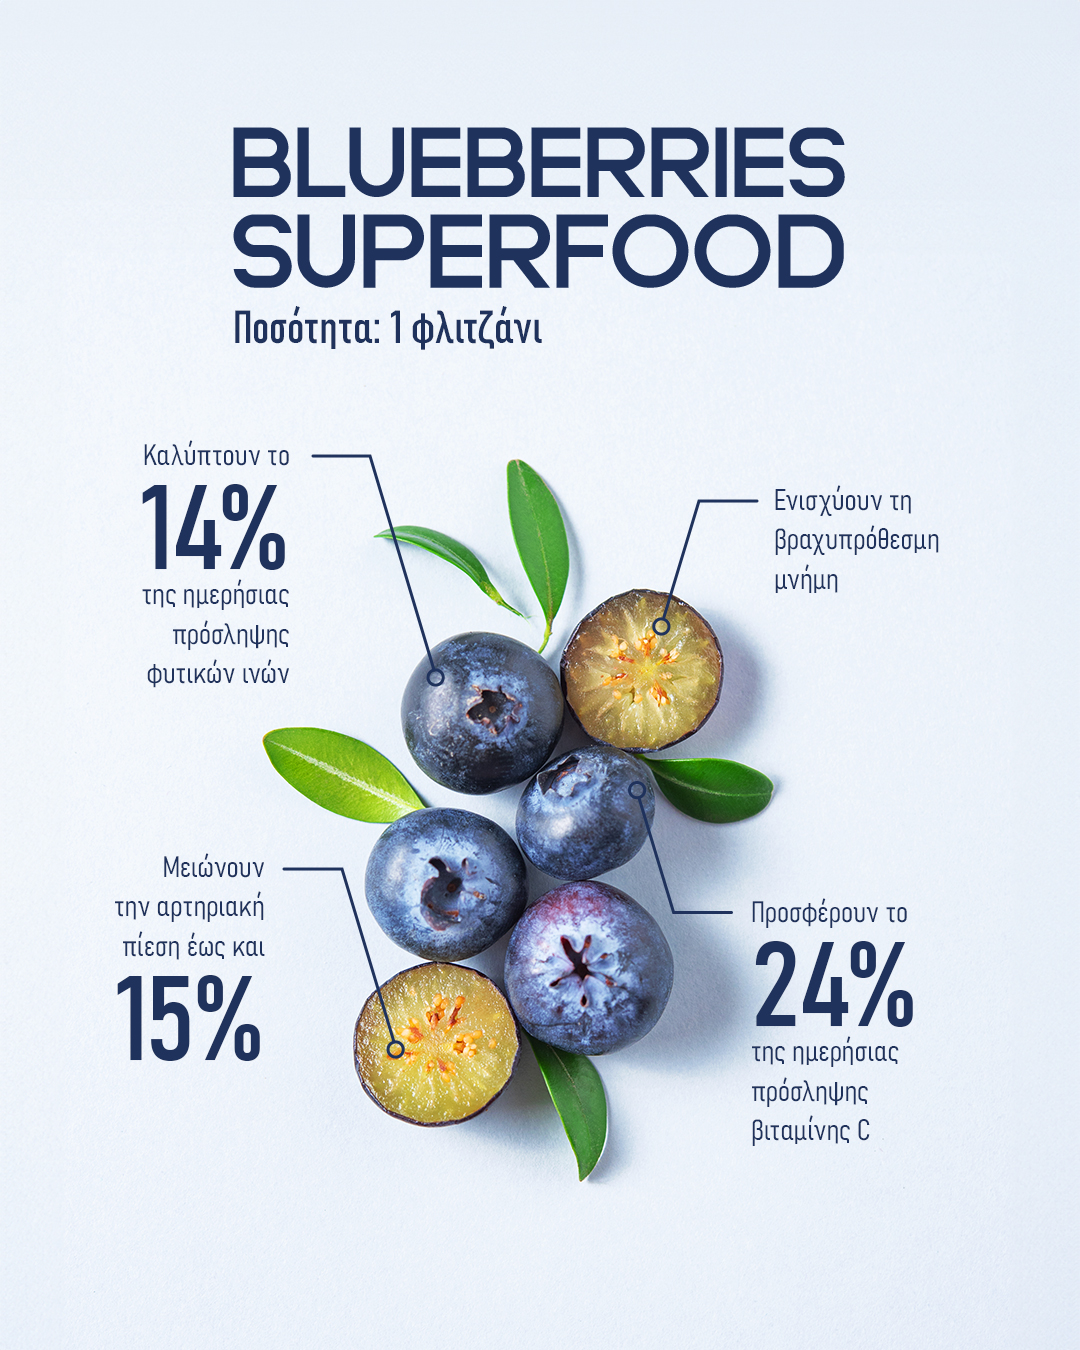 BLUEBERRIES
SUPERFOOD
Ποσότητα: 1 φλιτζάνι
Καλύπτουν το
14%
της ημερήσιας
πρόσληψης
φυτικών ινών
Ενισχύουν τη
βραχυπρόθεσμη
μνήμη
Μειώνουν
την αρτηριακή
πίεση έως και
15%
Προσφέρουν το
24%
της ημερήσιας
πρόσληψης
βιταμίνης C